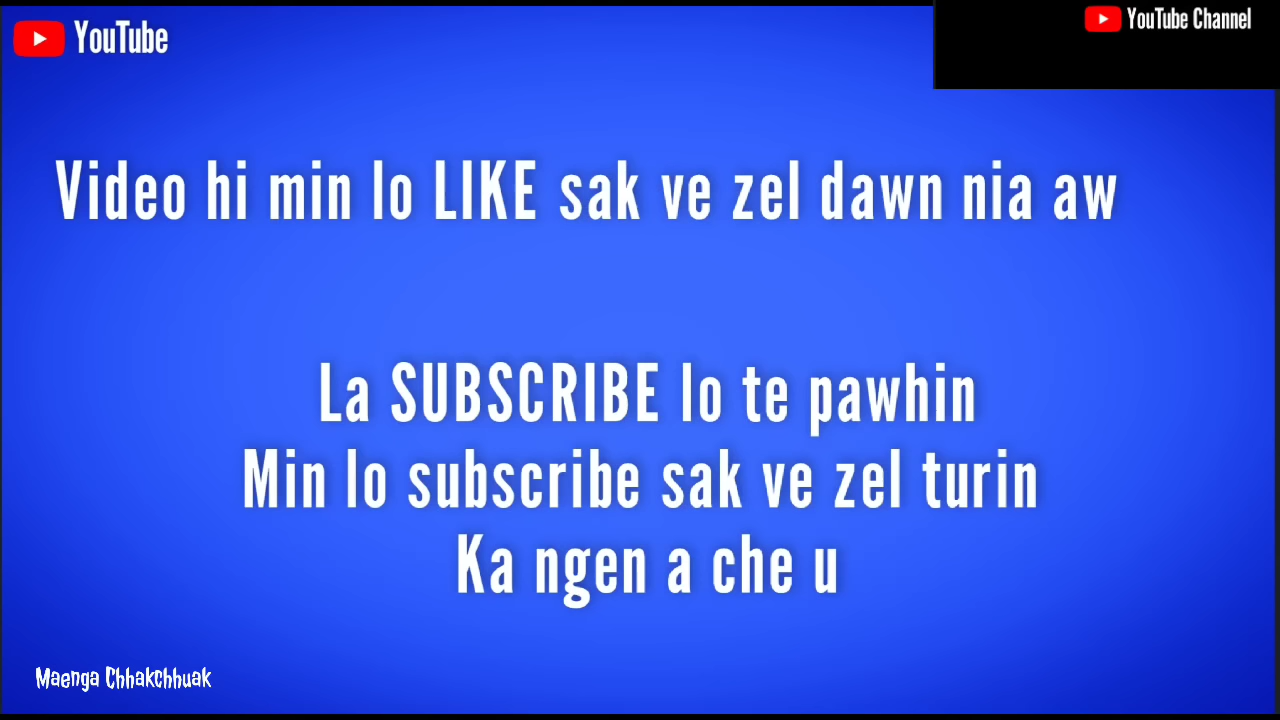 YouTube
YouTube Channel
Video hi min lo LIKE sak ve zel dawn nia aw
La SUBSCRIBE lo te pawhin
Min lo subscribe sak ve zel turin
Ka ngen a che u
Maenga Chhakchhuak